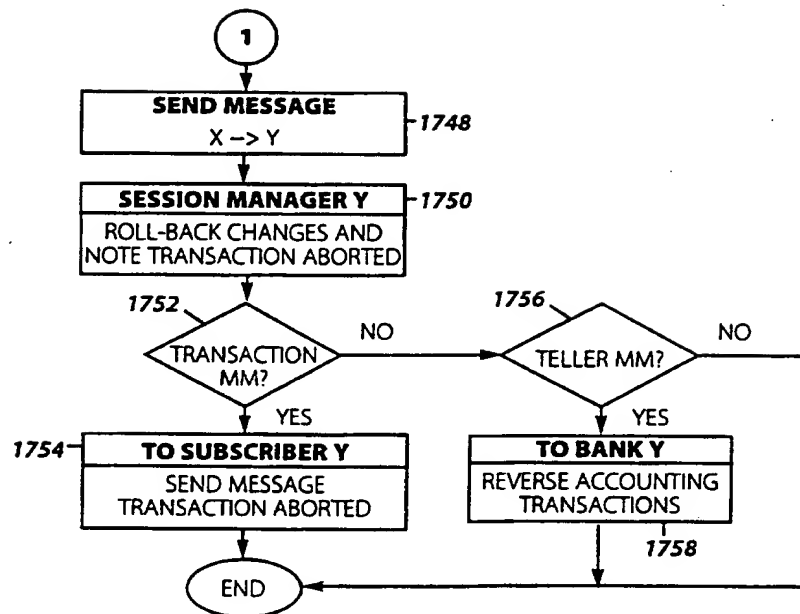 1
SEND MESSAGE
X –> Y
1748
SESSION MANAGER Y
1750
ROLL-BACK CHANGES AND
NOTE TRANSACTION ABORTED
1752
TRANSACTION
MM?
NO
YES
1756
TELLER MM?
NO
YES
1754
TO SUBSCRIBER Y
SEND MESSAGE
TRANSACTION ABORTED
TO BANK Y
REVERSE ACCOUNTING
TRANSACTIONS
1758
END